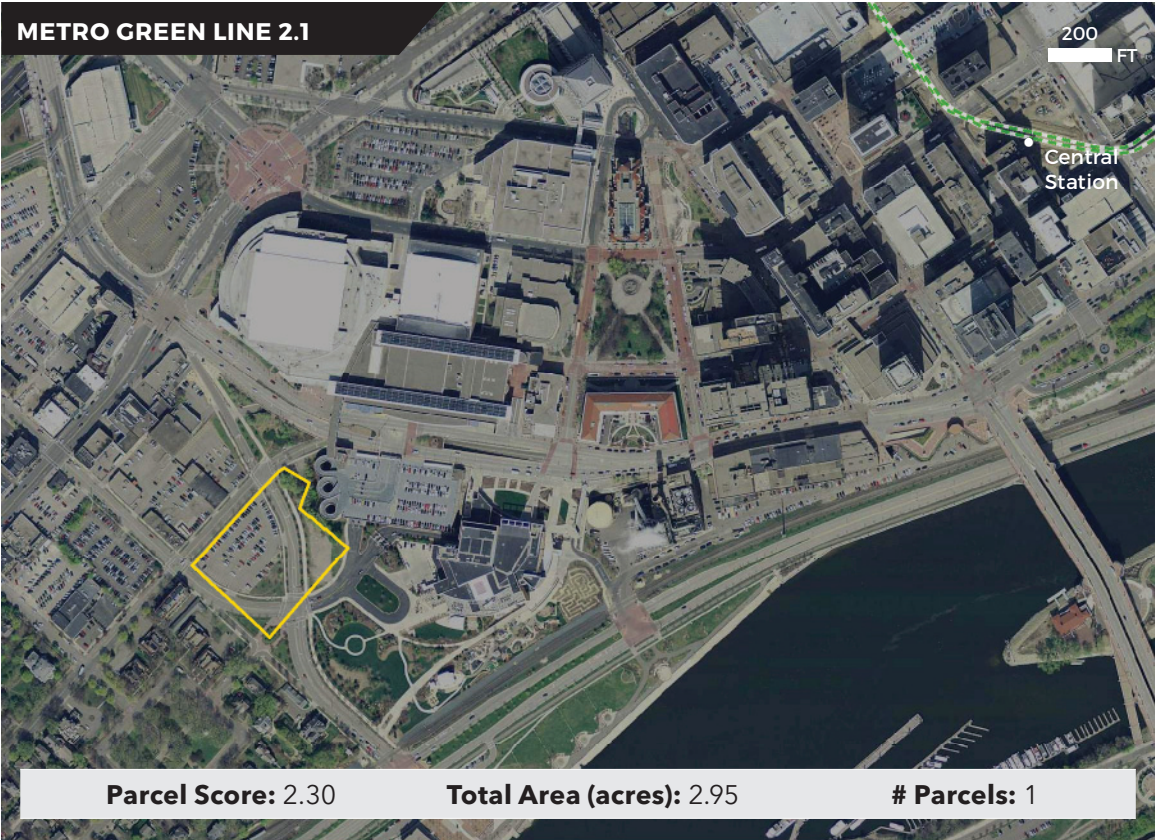 METRO GREEN LINE 2.1
200
FT
Central
Station
Parcel Score: 2.30 Total Area (acres): 2.95 # Parcels: 1